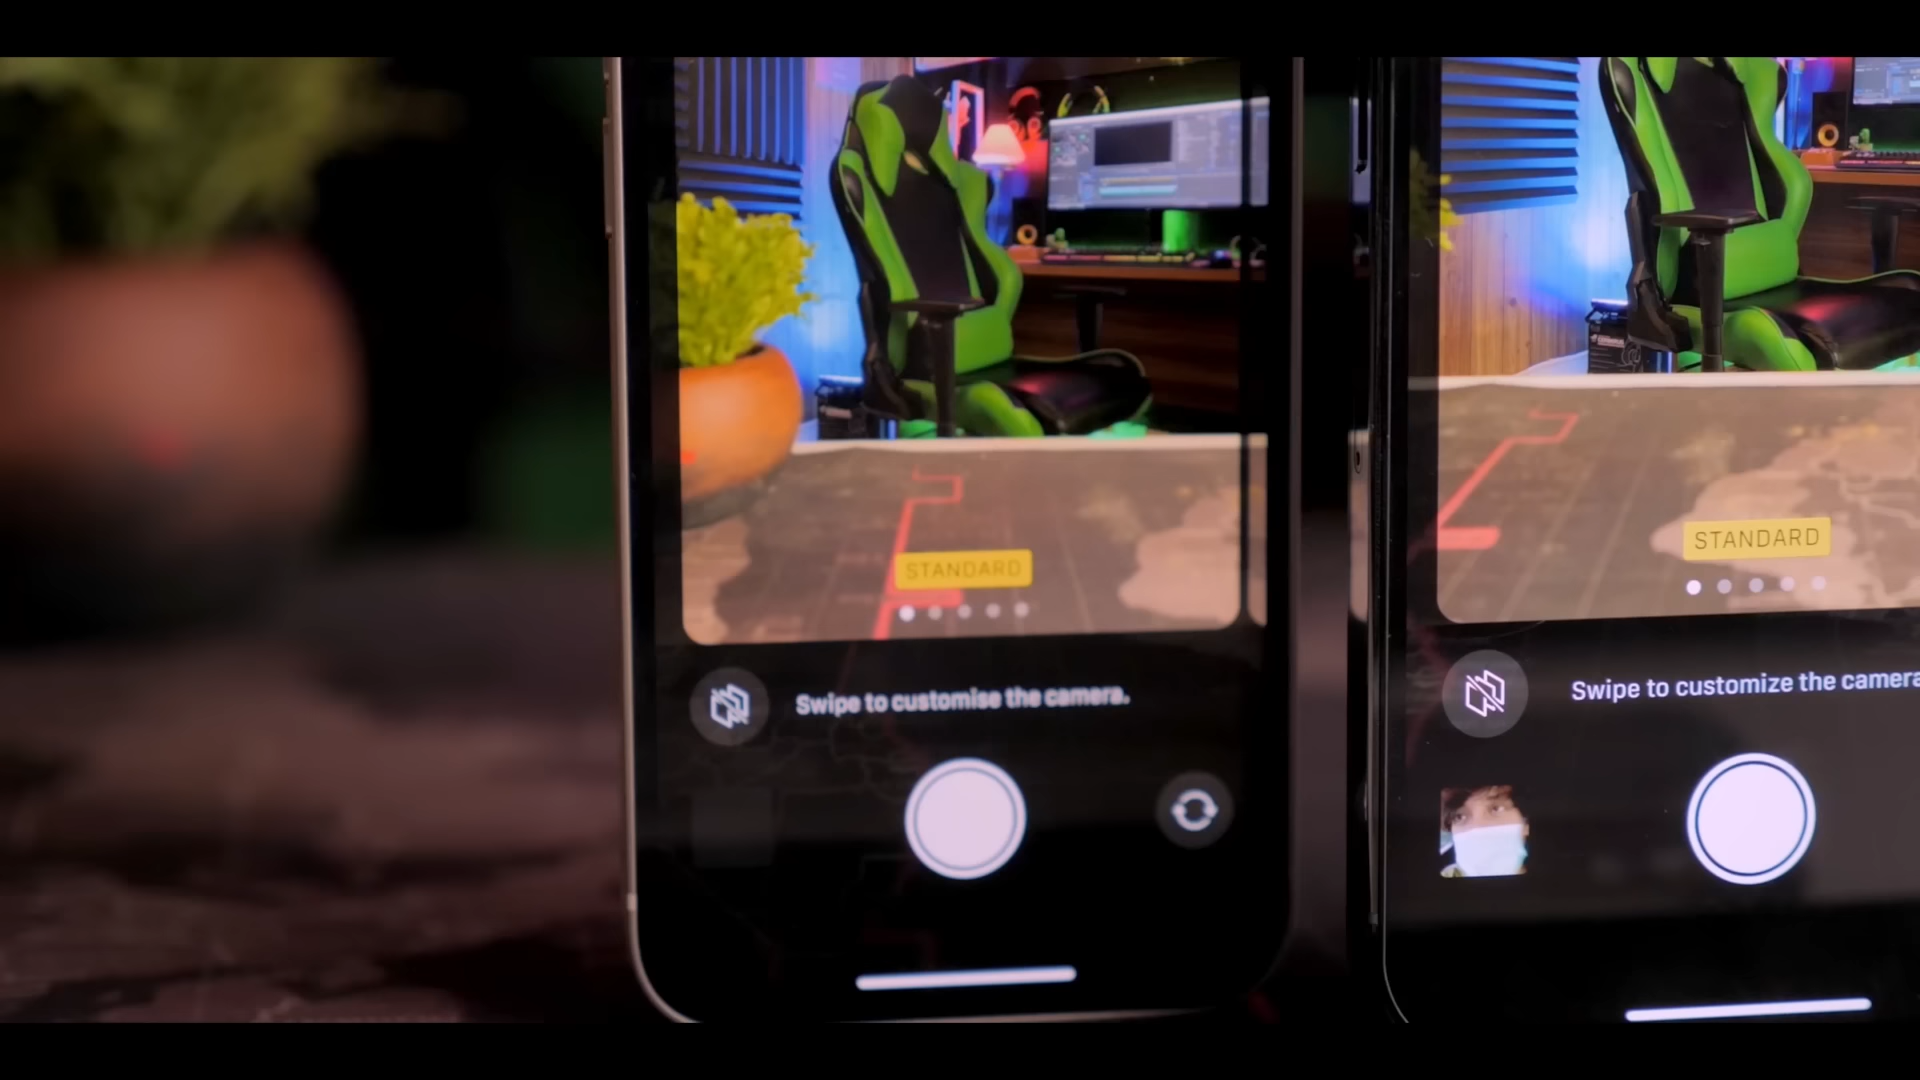 STANDARD
Swipe to customise the camera.
STANDARD
Swipe to customize the camera